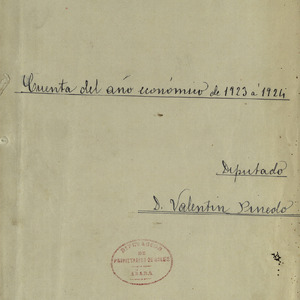 Cuenta del año económico de 1923 á 1924
Diputado
D. Valentin Pinedo